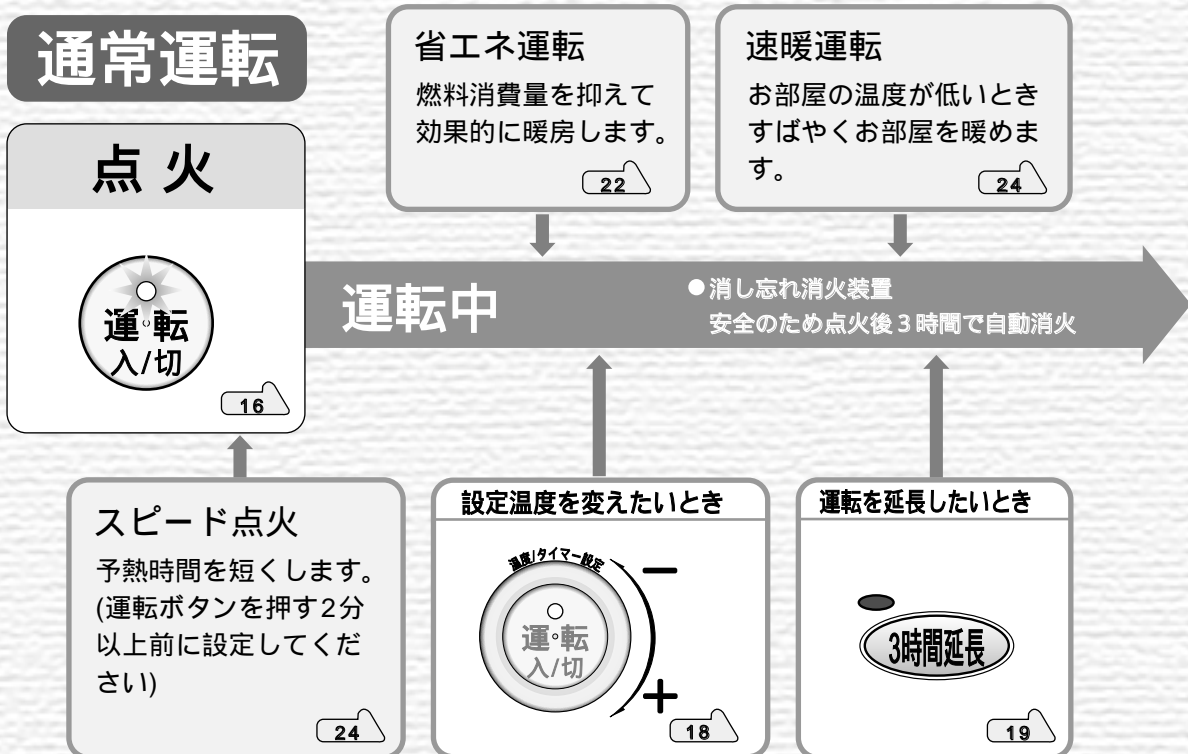 通常運転
点火
運転
入/切
16
省エネ運転
燃料消費量を抑えて
効果的に暖房します。
22
速暖運転
お部屋の温度が低いとき
すばやくお部屋を暖めま
す。
24
運転中
●消し忘れ消火装置
安全のため点火後3時間で自動消火
スピード点火
予熱時間を短くします。
(運転ボタンを押す2分
以上前に設定してくだ
さい)
24
設定温度を変えたいとき
温度/タイマー設定
−
運転
入/切
+
18
運転を延長したいとき
3時間延長
19